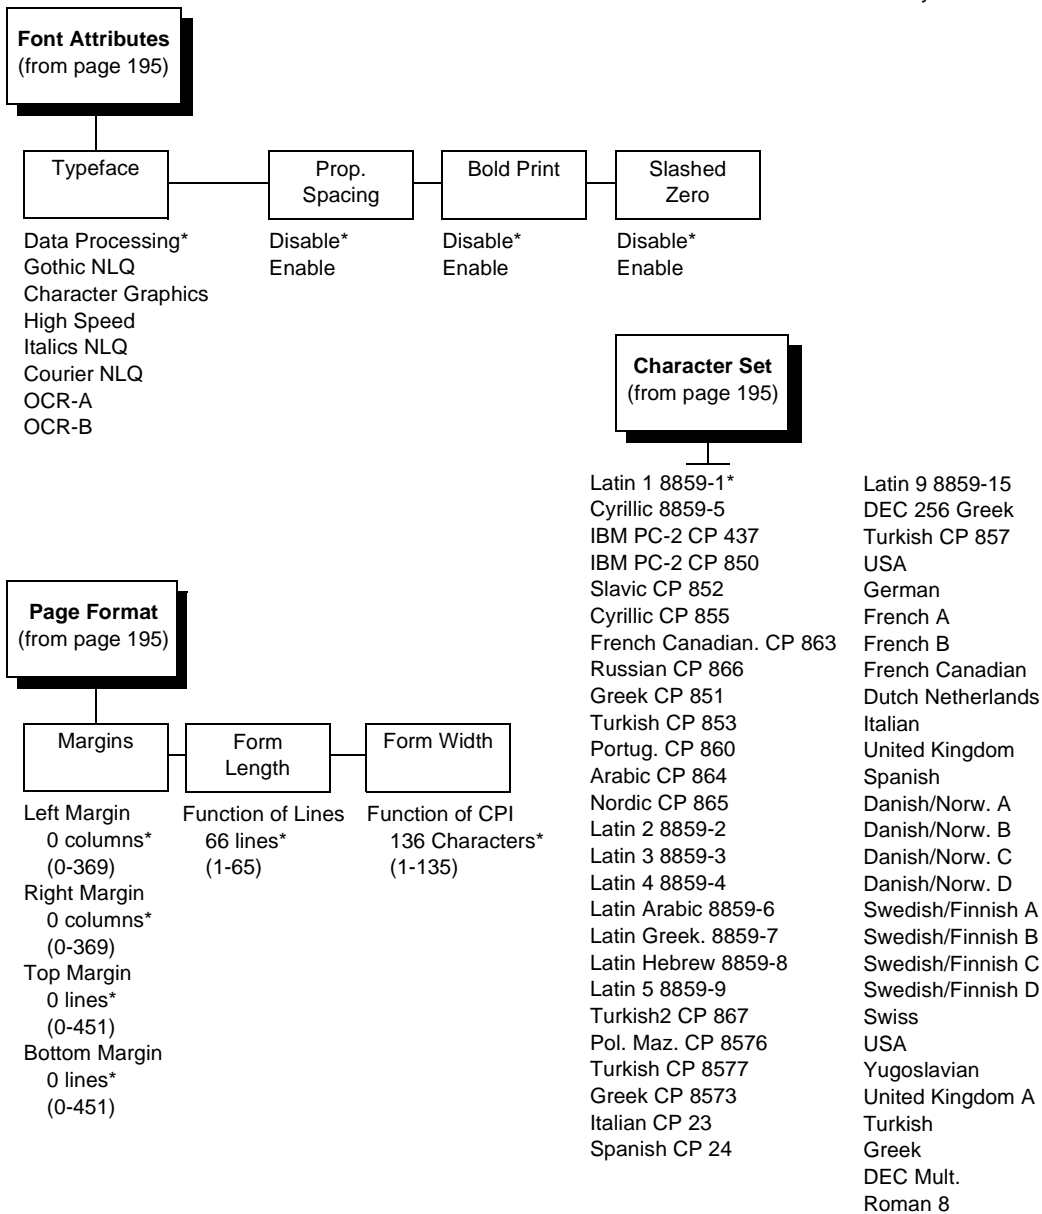 Font Attributes
(from page 195)
Typeface
Prop.
Spacing
Bold Print
Slashed
Zero
Data Processing*
Gothic NLQ
Character Graphics
High Speed
Italics NLQ
Courier NLQ
OCR-A
OCR-B
Disable*
Enable
Disable*
Enable
Disable*
Enable
Character Set
(from page 195)
Latin 1 8859-1*
Cyrillic 8859-5
IBM PC-2 CP 437
IBM PC-2 CP 850
Slavic CP 852
Cyrillic CP 855
French Canadian. CP 863
Russian CP 866
Greek CP 851
Turkish CP 853
Portug. CP 860
Arabic CP 864
Nordic CP 865
Latin 2 8859-2
Latin 3 8859-3
Latin 4 8859-4
Latin Arabic 8859-6
Latin Greek. 8859-7
Latin Hebrew 8859-8
Latin 5 8859-9
Turkish2 CP 867
Pol. Maz. CP 8576
Turkish CP 8577
Greek CP 8573
Italian CP 23
Spanish CP 24
Latin 9 8859-15
DEC 256 Greek
Turkish CP 857
USA
German
French A
French B
French Canadian
Dutch Netherlands
Italian
United Kingdom
Spanish
Danish/Norw. A
Danish/Norw. B
Danish/Norw. C
Danish/Norw. D
Swedish/Finnish A
Swedish/Finnish B
Swedish/Finnish C
Swedish/Finnish D
Swiss
USA
Yugoslavian
United Kingdom A
Turkish
Greek
DEC Mult.
Roman 8
Page Format
(from page 195)
Margins
Form
Length
Form Width
Left Margin
0 columns*
(0-369)
Right Margin
0 columns*
(0-369)
Top Margin
0 lines*
(0-451)
Bottom Margin
0 lines*
(0-451)
Function of Lines
66 lines*
(1-65)
Function of CPI
136 Characters*
(1-135)